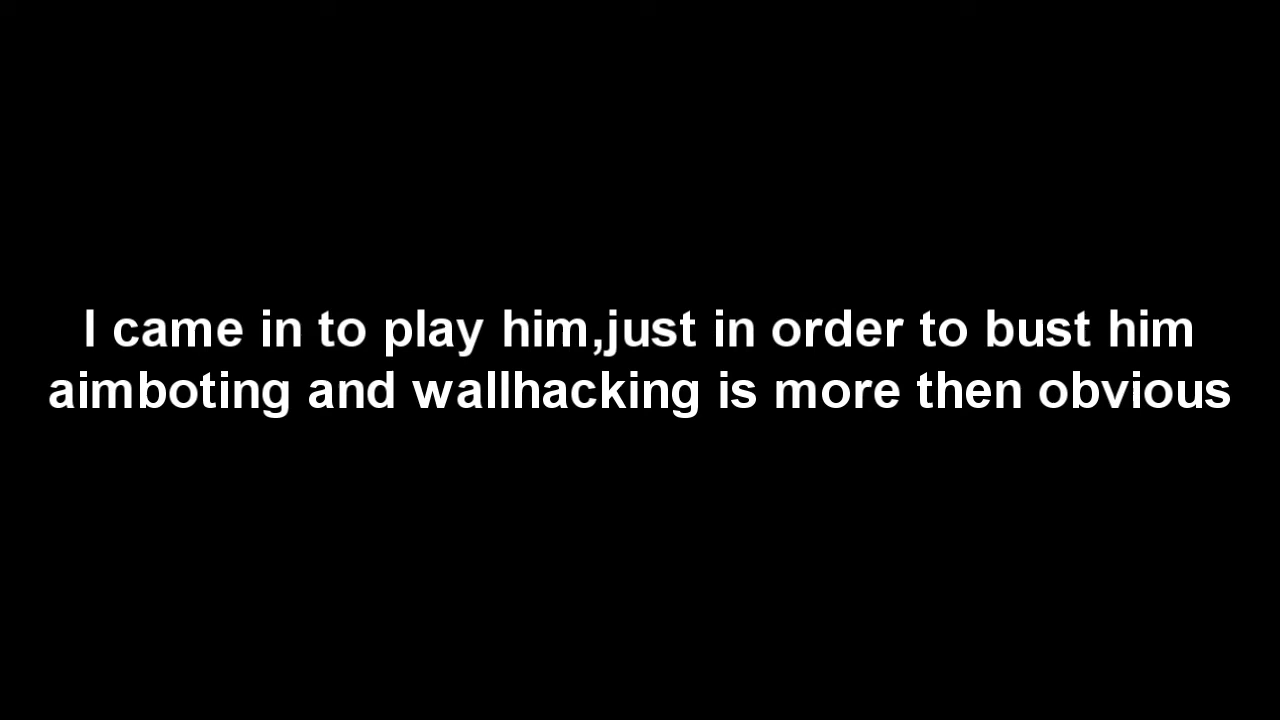 I came in to play him,just in order to bust him
aimboting and wallhacking is more then obvious